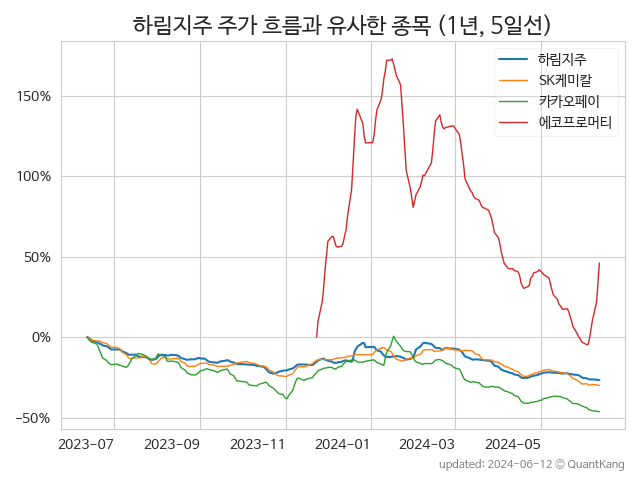 하림지주 주가 흐름과 유사한 종목 (1년, 5일선)
하림지주
SK케미칼
카카오페이
에코프로머티
150%
100%
50%
0%
−50%
2023-07 2023-09 2023-11 2024-01 2024-03 2024-05
updated: 2024-06-12 © QuantKang